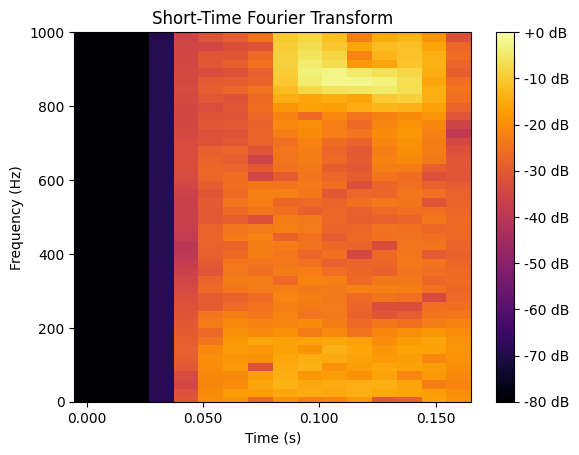 Short-Time Fourier Transform
1000
800
600
400
200
0
Frequency (Hz)
0.000
0.050
0.100
0.150
Time (s)
+0 dB
-10 dB
-20 dB
-30 dB
-40 dB
-50 dB
-60 dB
-70 dB
-80 dB